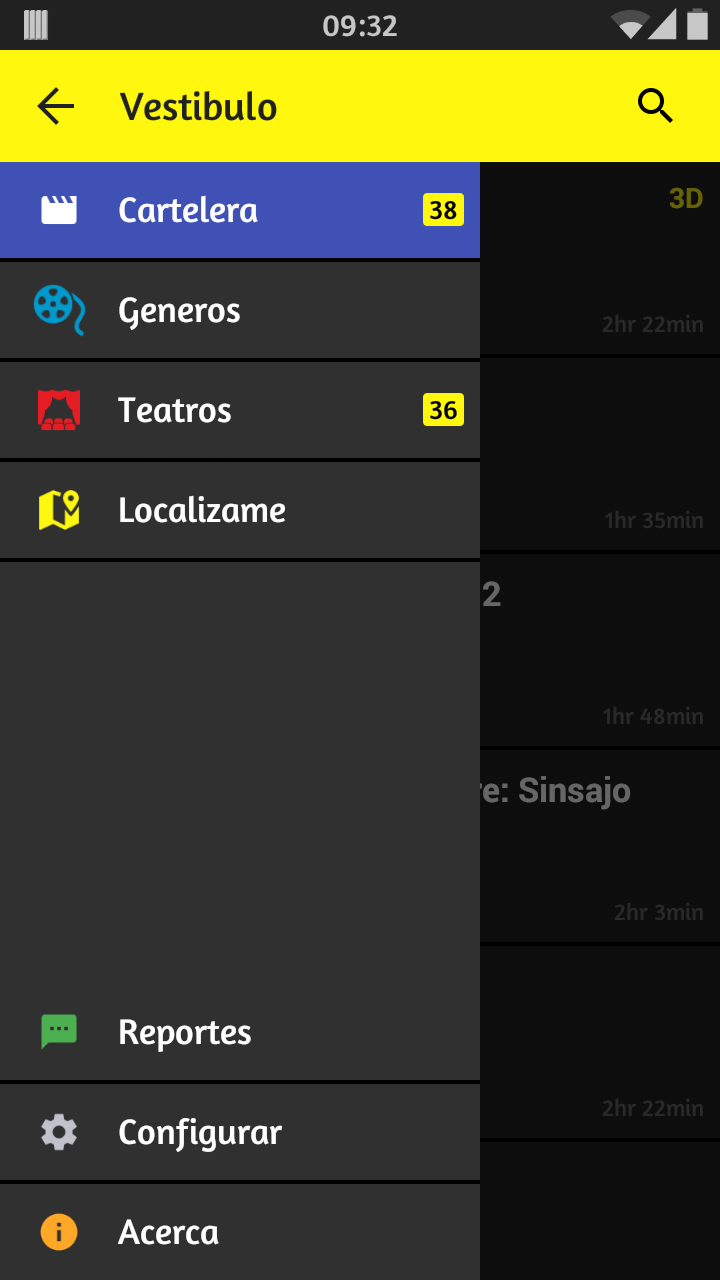 09:32
Vestibulo
Cartelera 38
3D
Generos
2hr 22min
Teatros 36
Localizame
1hr 35min
2
1hr 48min
re: Sinsajo
2hr 3min
Reportes
2hr 22min
Configurar
Acerca